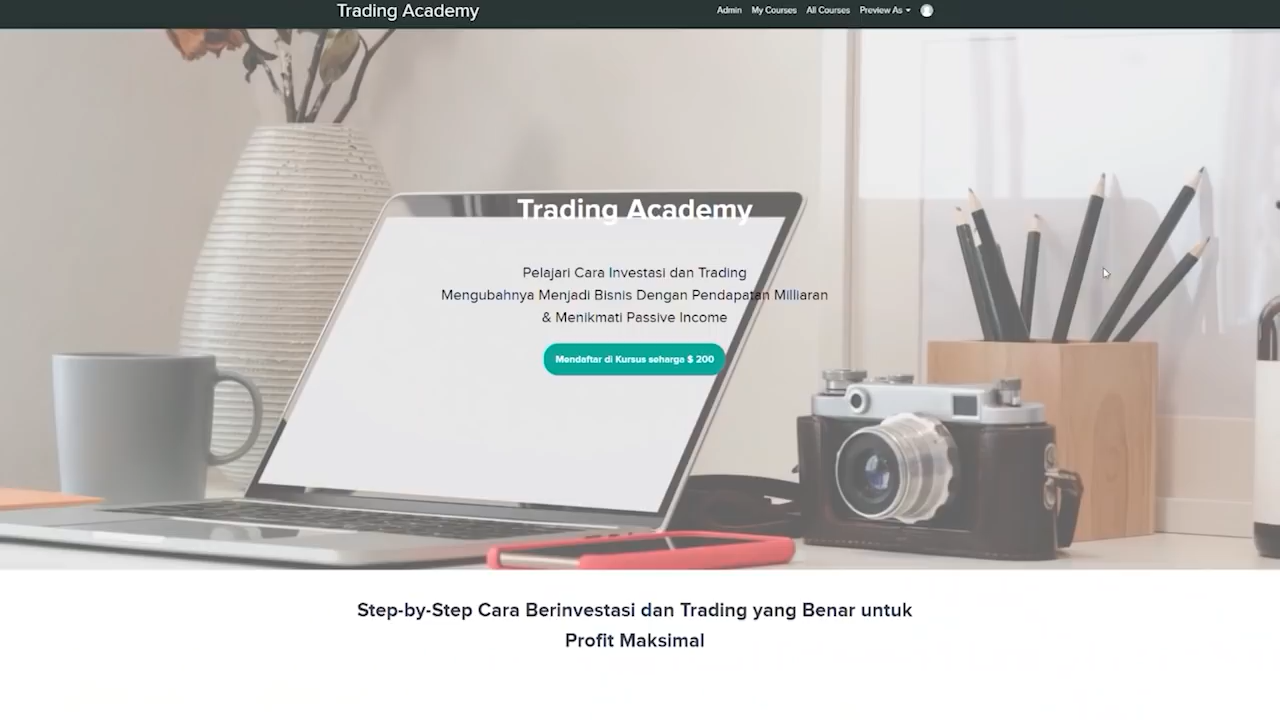 Trading Academy
Admin My Courses All Courses Preview As
Trading Academy
Pelajari Cara Investasi dan Trading
Mengubahnya Menjadi Bisnis Dengan Pendapatan Milliaran
& Menikmati Passive Income
Mendaftar di Kursus seharga $ 200
Step-by-Step Cara Berinvestasi dan Trading yang Benar untuk
Profit Maksimal